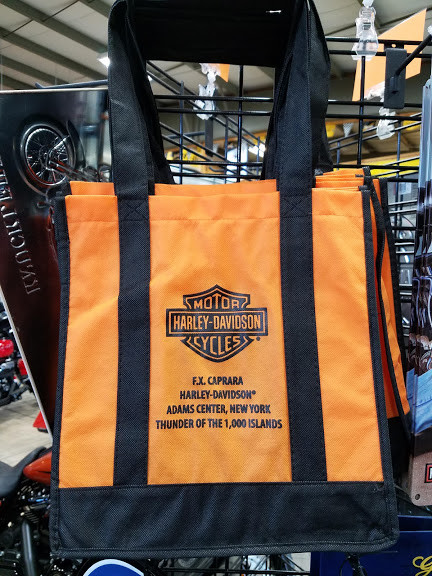 MOTOR
HARLEY-DAVIDSON
CYCLES®
F.X. CAPRARA
HARLEY-DAVIDSON®
ADAMS CENTER, NEW YORK
THUNDER OF THE 1,000 ISLANDS